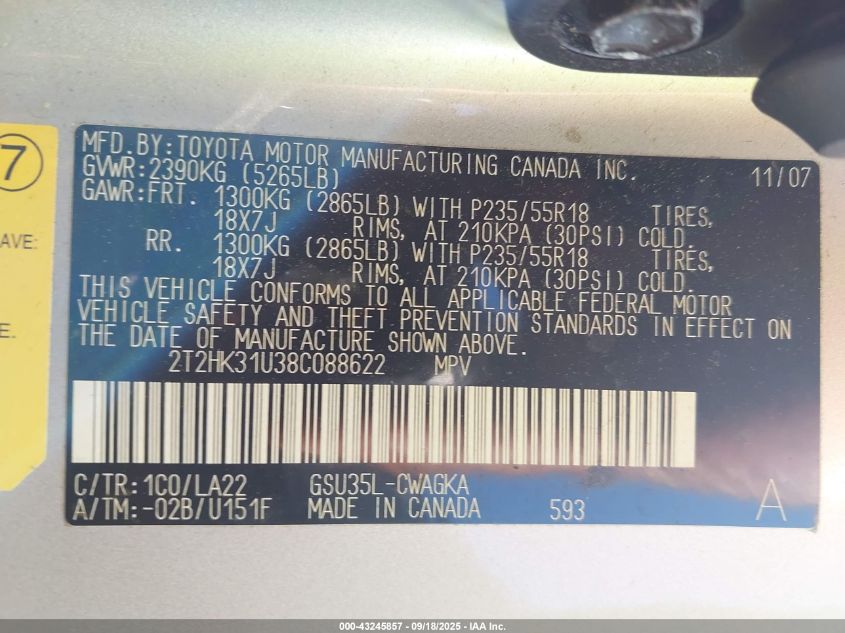 7
AVE:
E.
MFD.BY:TOYOTA MOTOR MANUFACTURING CANADA INC. 11/07
GVWR:2390KG (5265LB)
GAWR:FRT. 1300KG (2865LB) WITH P235/55R18 TIRES,
18X7J RIMS, AT 210KPA (30PSI) COLD.
RR. 1300KG (2865LB) WITH P235/55R18 TIRES,
18X7J RIMS, AT 210KPA (30PSI) COLD.
THIS VEHICLE CONFORMS TO ALL APPLICABLE FEDERAL MOTOR
VEHICLE SAFETY AND THEFT PREVENTION STANDARDS IN EFFECT ON
THE DATE OF MANUFACTURE SHOWN ABOVE.
2T2HK31U38C088622 MPV
C/TR:1C0/LA22 GSU35L-CWAGKA
A/TM:-02B/U151F MADE IN CANADA 593 A
000-43245857 - 09/18/2025 - IAA Inc.